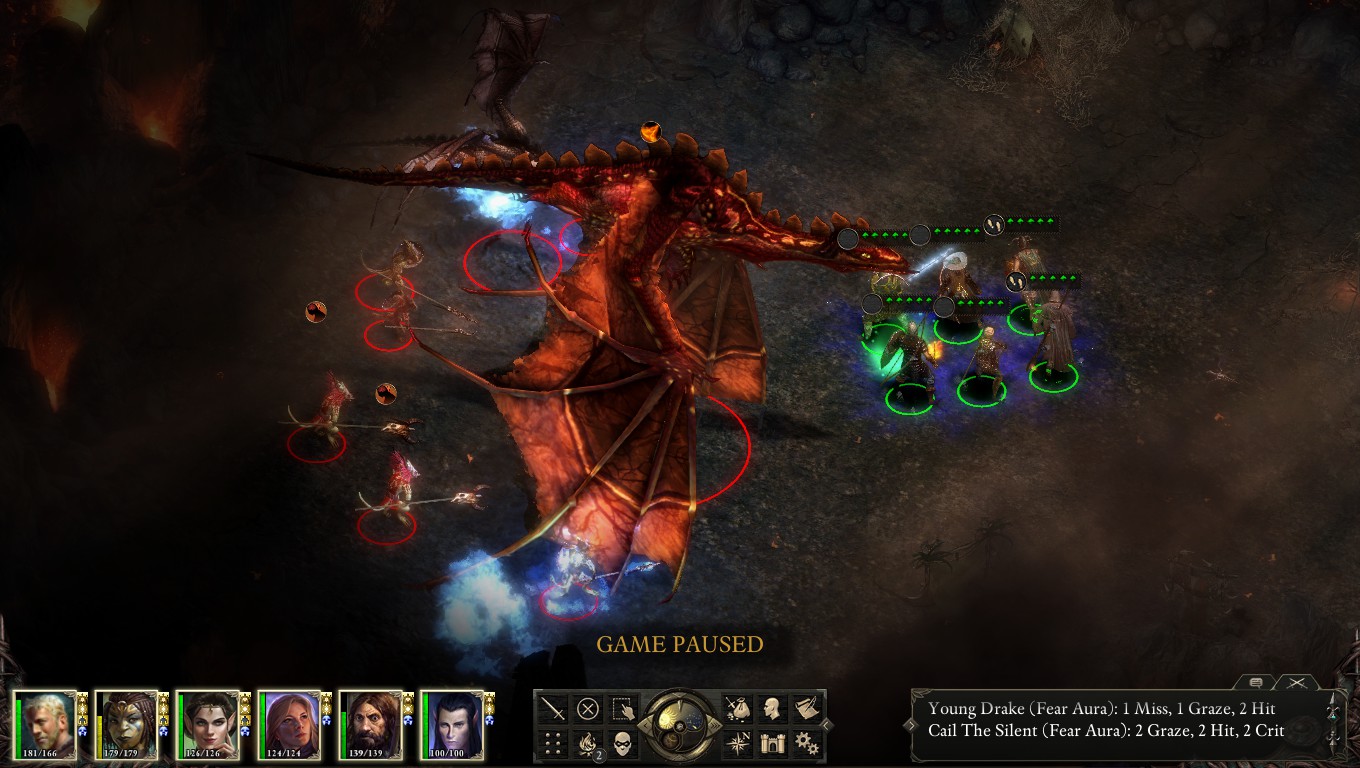 GAME PAUSED
181/166
179/179
126/126
124/124
139/139
100/100
2
N
Young Drake (Fear Aura): 1 Miss, 1 Graze, 2 Hit
Cail The Silent (Fear Aura): 2 Graze, 2 Hit, 2 Crit